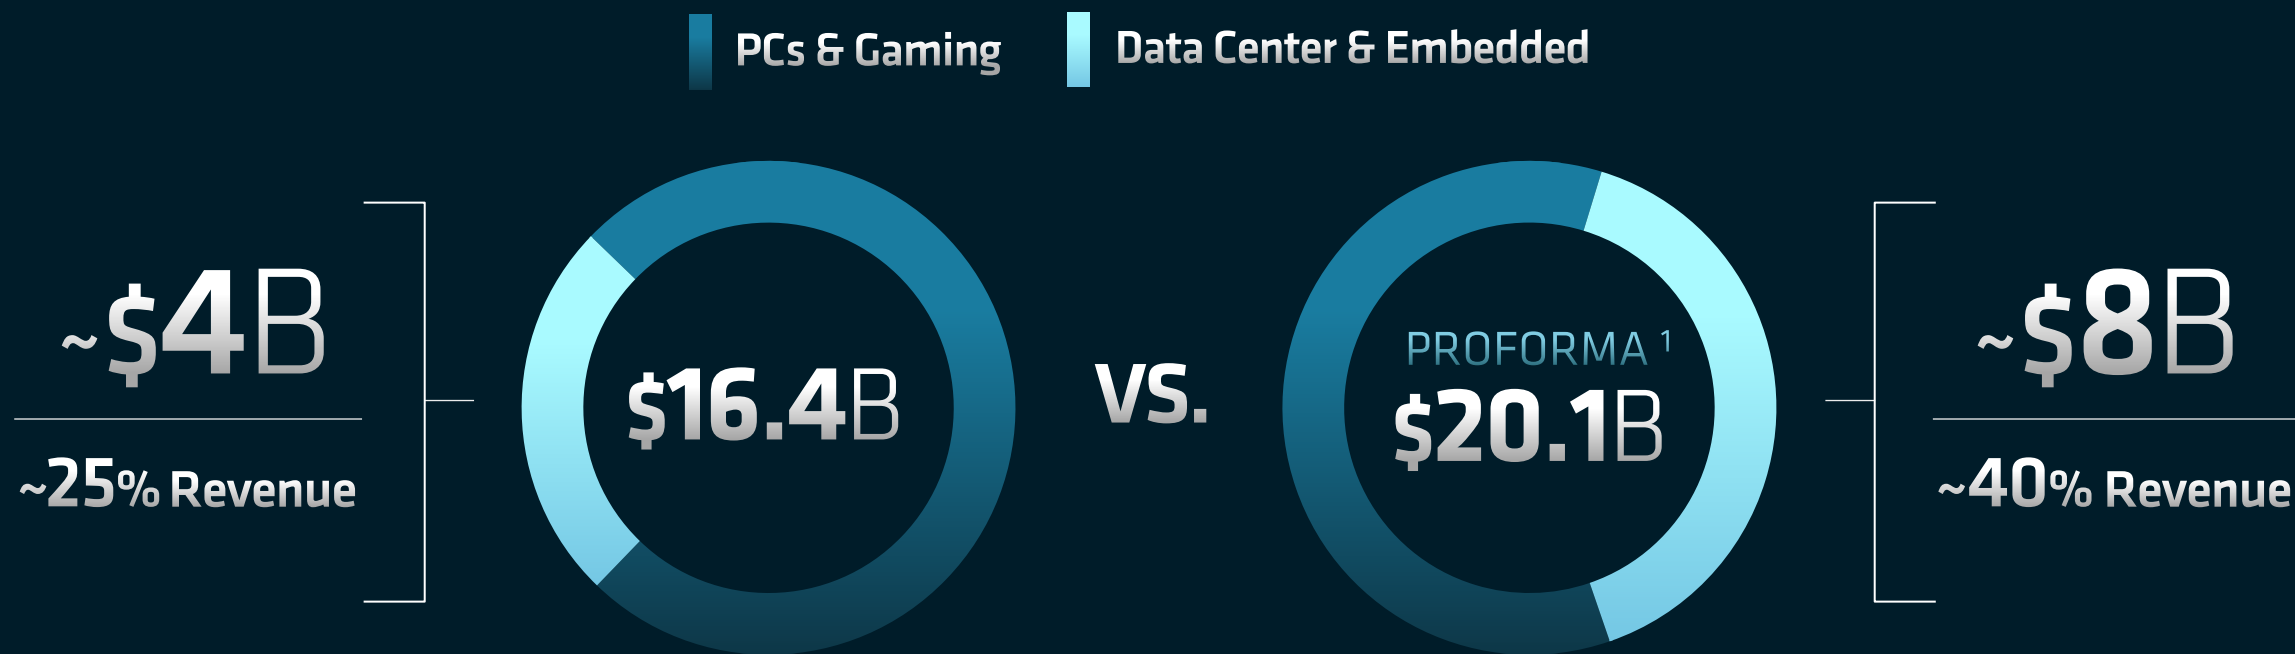 PCs & Gaming
Data Center & Embedded
~$4B
~25% Revenue
$16.4B
VS.
PROFORMA 1
$20.1B
~$8B
~40% Revenue